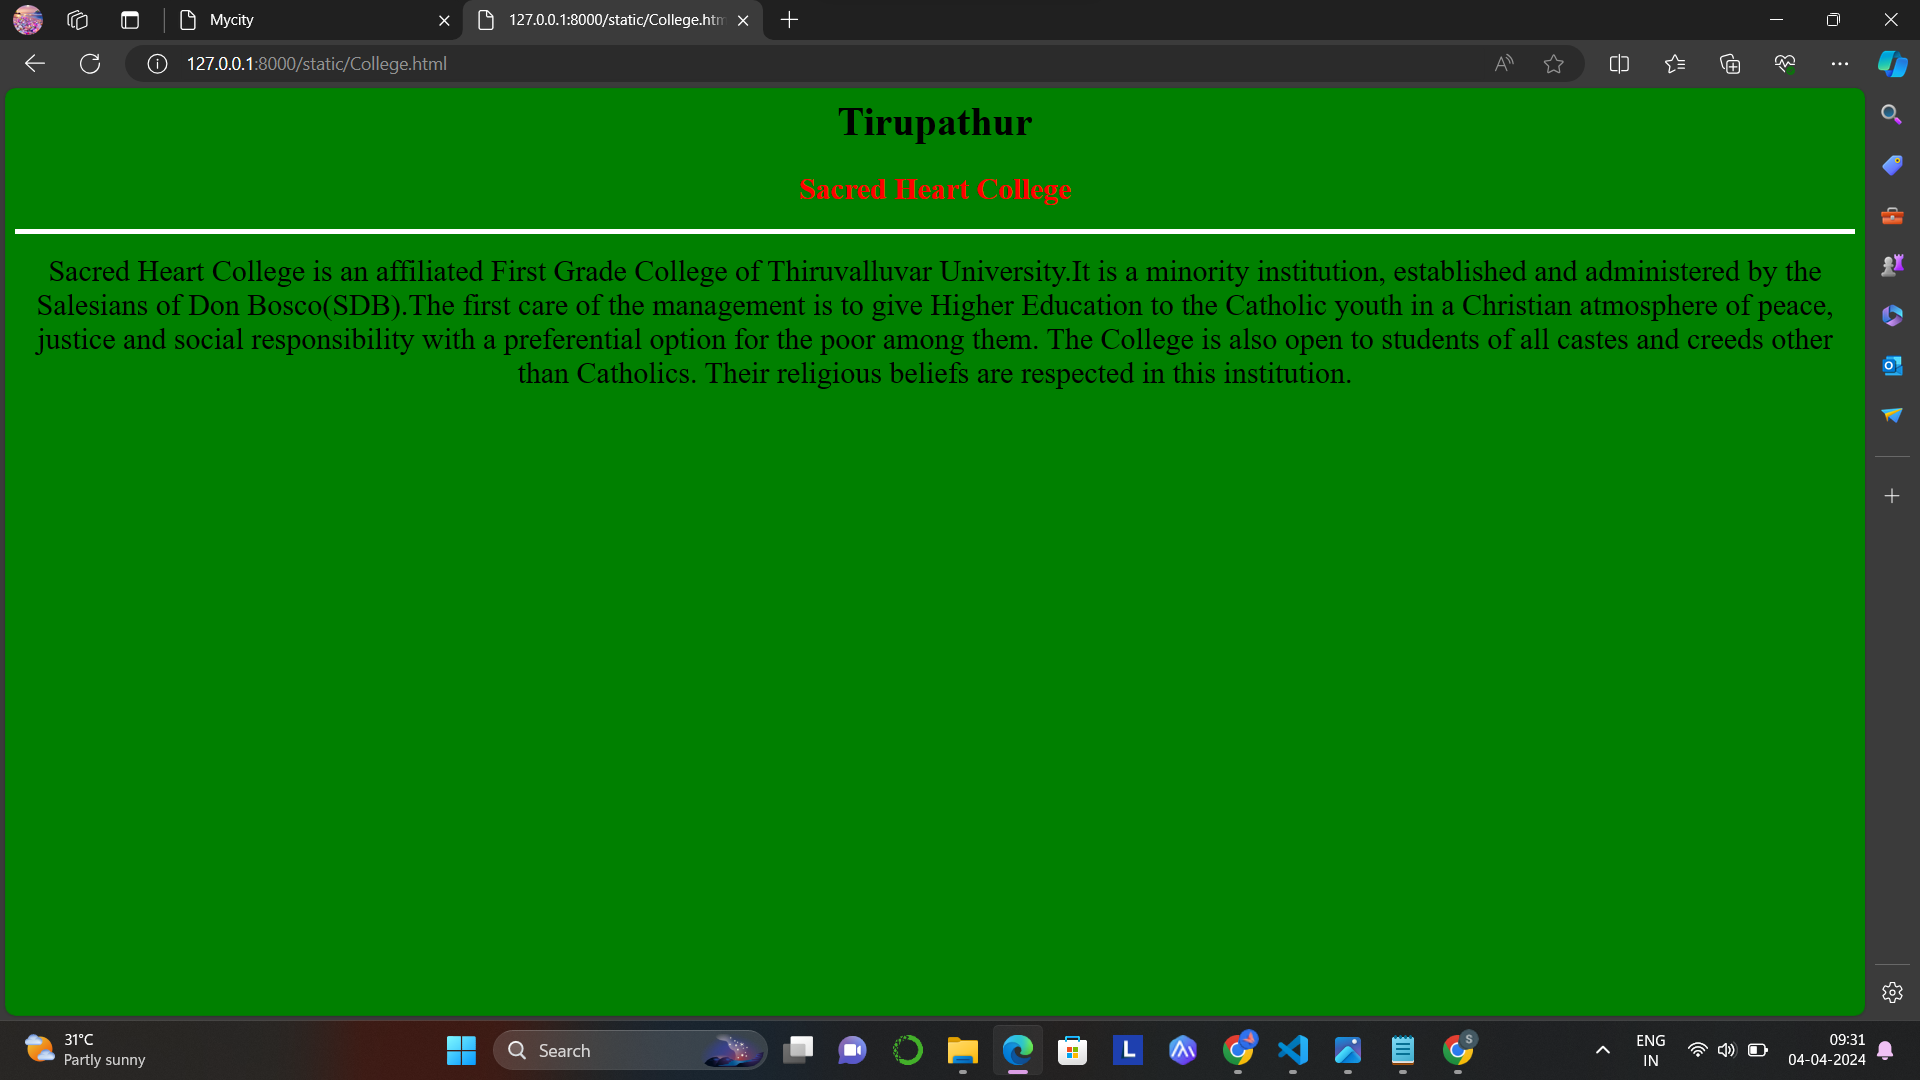 Mycity
127.0.0.1:8000/static/College.htm
127.0.0.1:8000/static/College.html
Tirupathur
Sacred Heart College
Sacred Heart College is an affiliated First Grade College of Thiruvalluvar University.It is a minority institution, established and administered by the
Salesians of Don Bosco(SDB).The first care of the management is to give Higher Education to the Catholic youth in a Christian atmosphere of peace,
justice and social responsibility with a preferential option for the poor among them. The College is also open to students of all castes and creeds other
than Catholics. Their religious beliefs are respected in this institution.
31°C
Partly sunny
Search
L
S
ENG
IN
09:31
04-04-2024